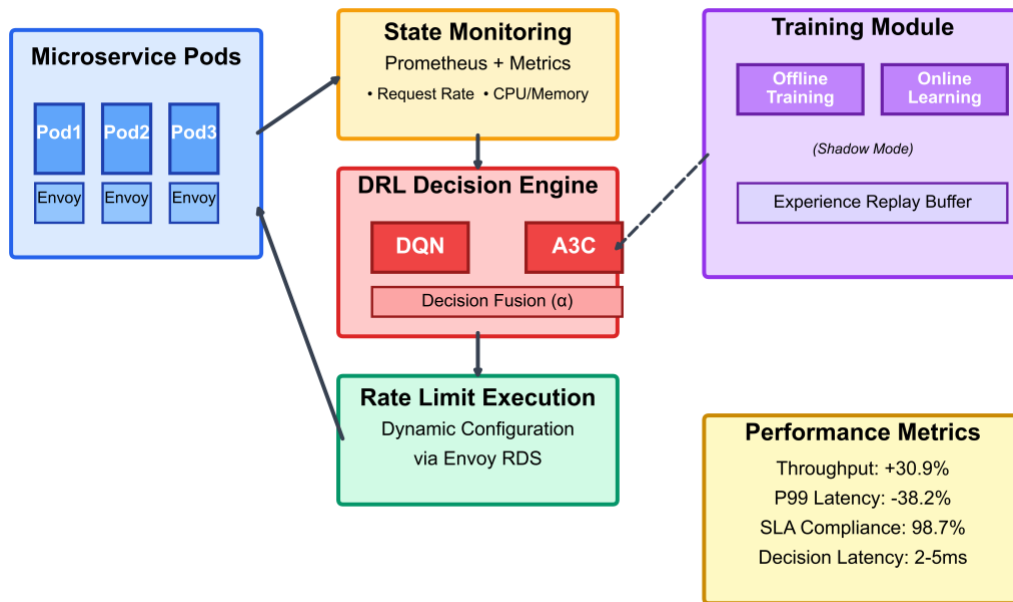 Microservice Pods
Pod1 Pod2 Pod3
Envoy Envoy Envoy
State Monitoring
Prometheus + Metrics
• Request Rate • CPU/Memory
DRL Decision Engine
DQN A3C
Decision Fusion (α)
Rate Limit Execution
Dynamic Configuration
via Envoy RDS
Training Module
Offline Training
Online Learning
(Shadow Mode)
Experience Replay Buffer
Performance Metrics
Throughput: +30.9%
P99 Latency: -38.2%
SLA Compliance: 98.7%
Decision Latency: 2-5ms